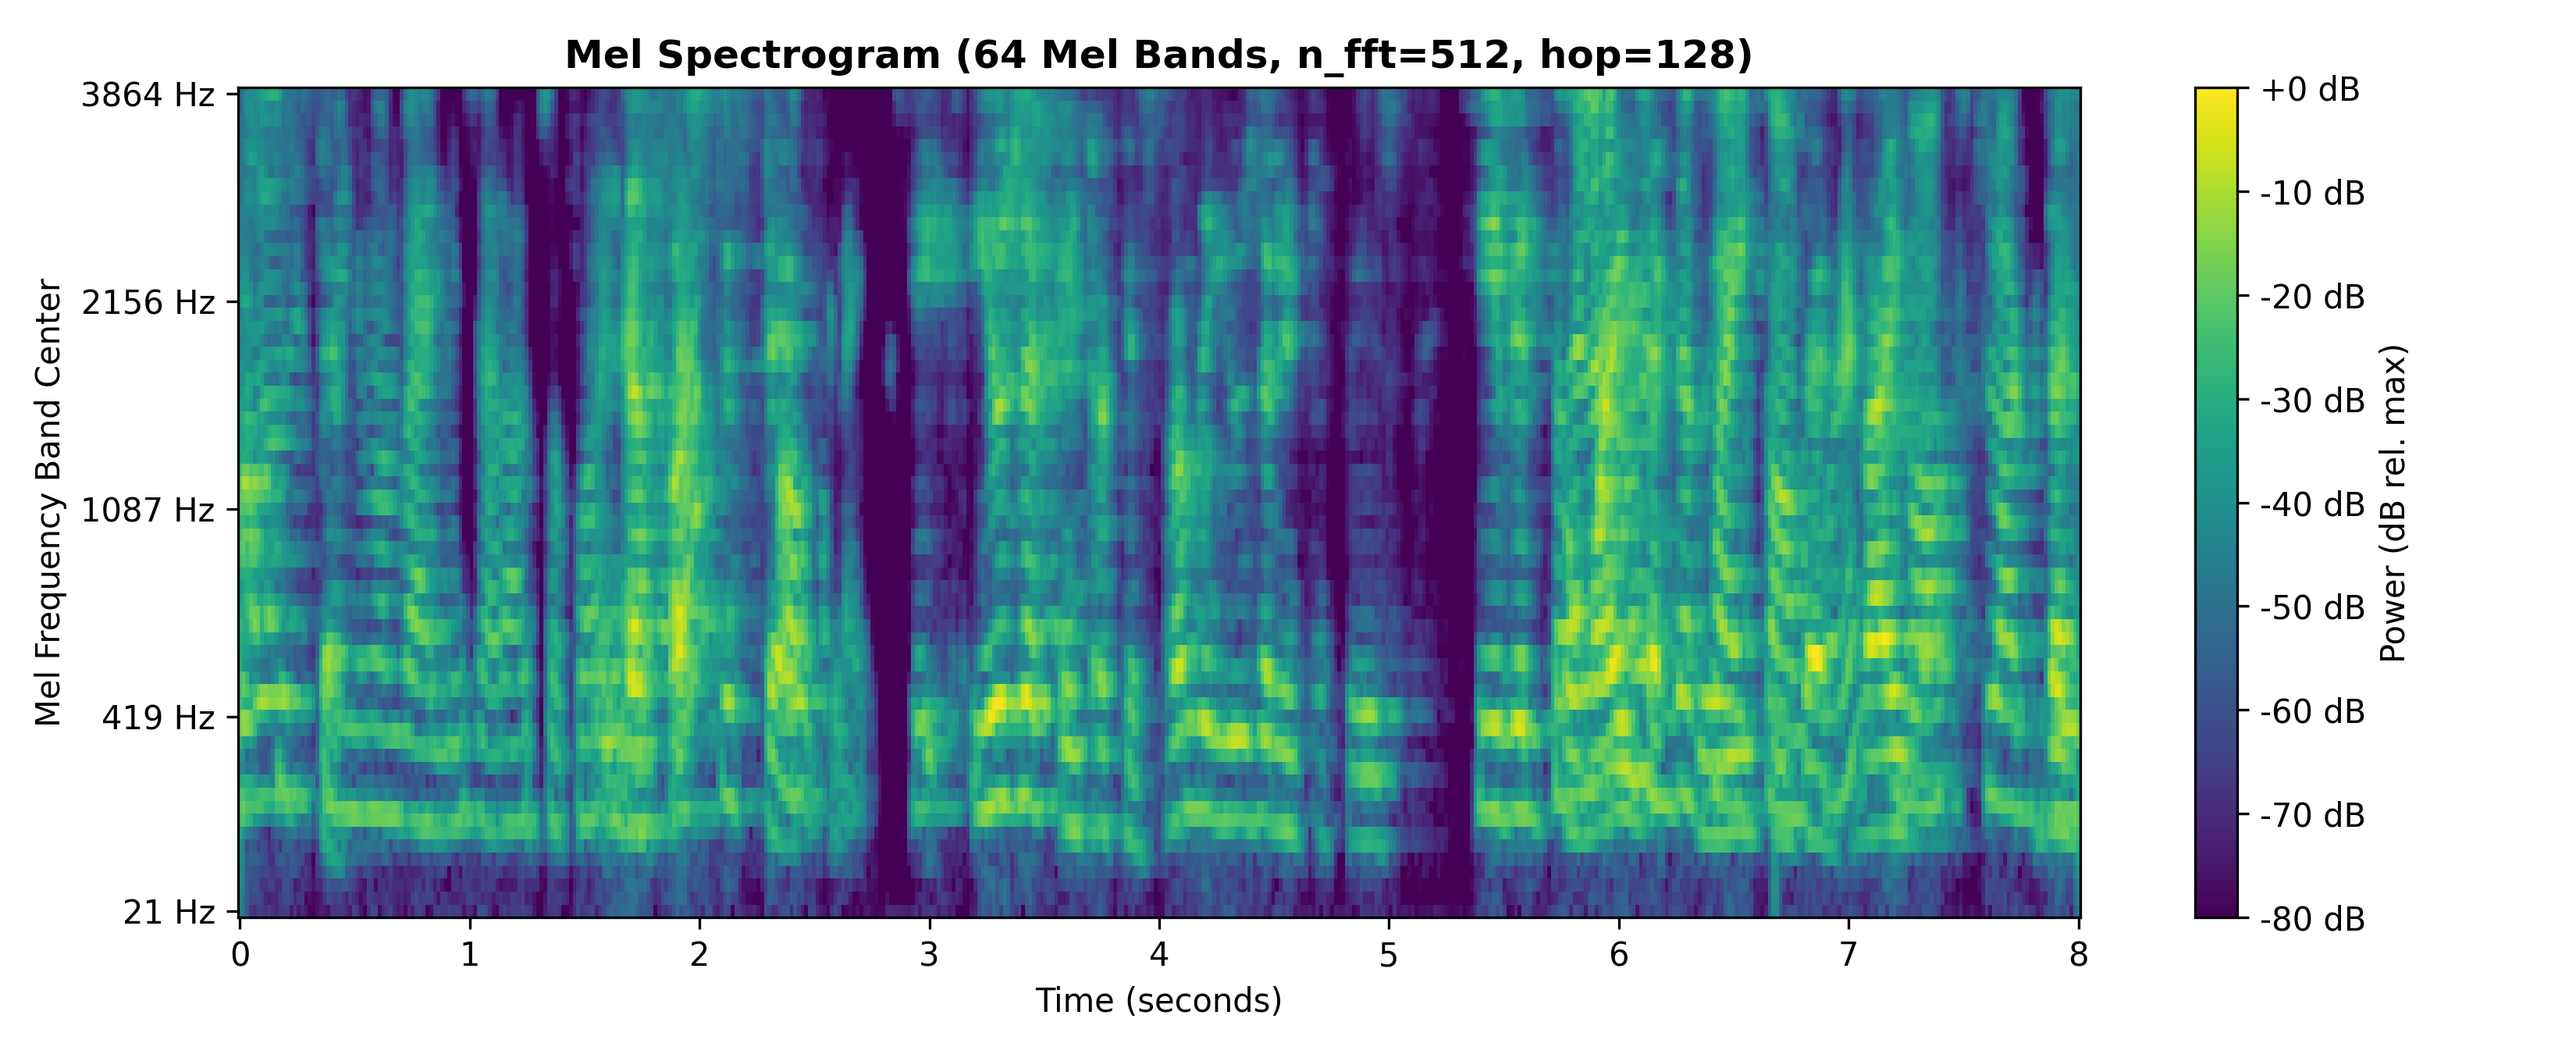 Mel Spectrogram (64 Mel Bands, n_fft=512, hop=128)
Mel Frequency Band Center
3864 Hz
2156 Hz
1087 Hz
419 Hz
21 Hz
0 1 2 3 4 5 6 7 8
Time (seconds)
+0 dB
-10 dB
-20 dB
-30 dB
-40 dB
-50 dB
-60 dB
-70 dB
-80 dB
Power (dB rel. max)